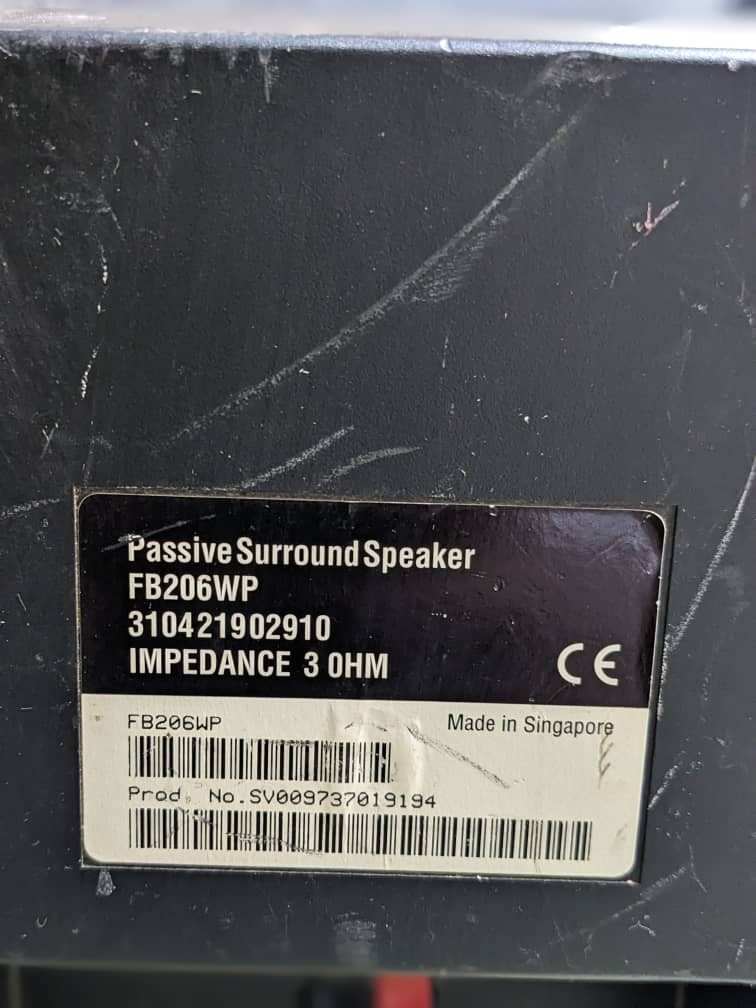 Passive Surround Speaker
FB206WP
310421902910
IMPEDANCE 3 OHM
CE
FB206WP
Made in Singapore
Prod. No.SV009737019194